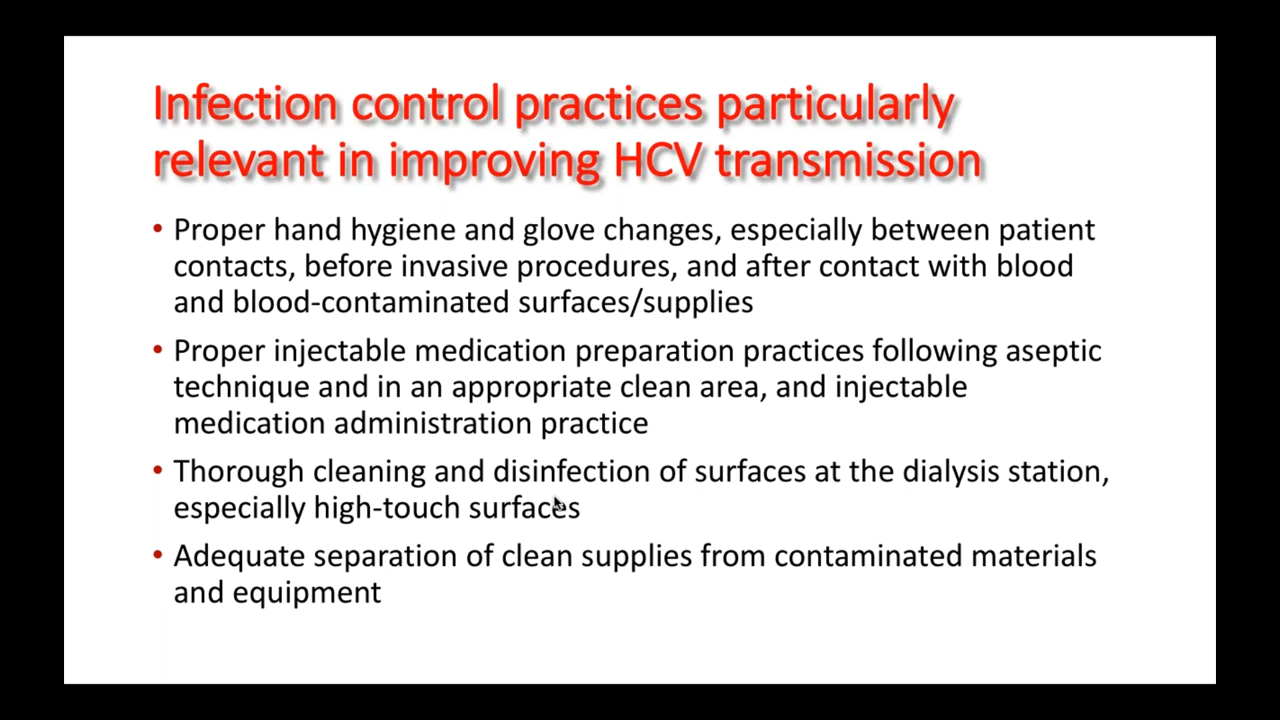 Infection control practices particularly
relevant in improving HCV transmission
• Proper hand hygiene and glove changes, especially between patient
contacts, before invasive procedures, and after contact with blood
and blood-contaminated surfaces/supplies
• Proper injectable medication preparation practices following aseptic
technique and in an appropriate clean area, and injectable
medication administration practice
• Thorough cleaning and disinfection of surfaces at the dialysis station,
especially high-touch surfaces
• Adequate separation of clean supplies from contaminated materials
and equipment